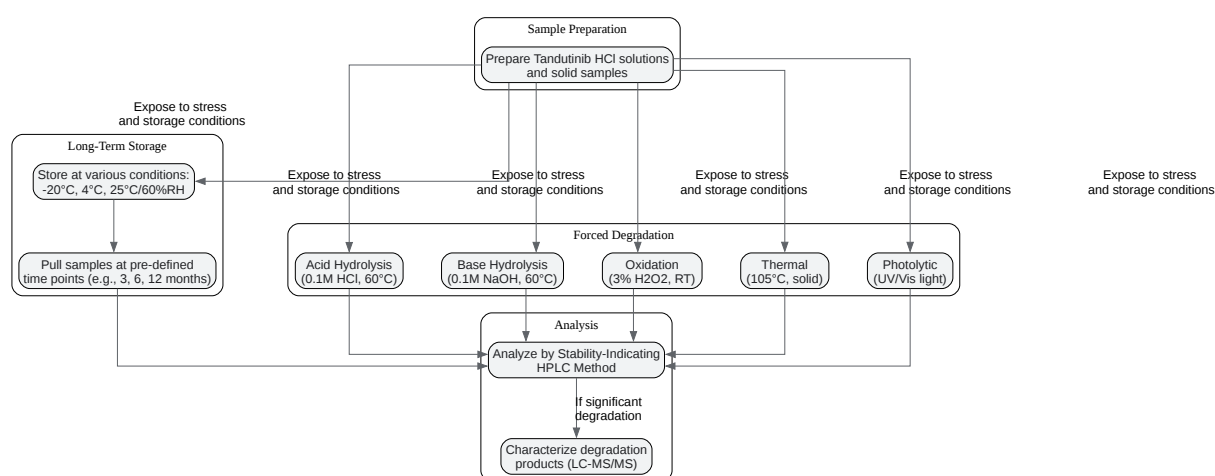 Sample Preparation
Prepare Tandutinib HCl solutions
and solid samples
Expose to stress
and storage conditions
Long-Term Storage
Store at various conditions:
-20°C, 4°C, 25°C/60%RH
Expose to stress
and storage conditions
Expose to stress
and storage conditions
Expose to stress
and storage conditions
Expose to stress
and storage conditions
Expose to stress
and storage conditions
Forced Degradation
Pull samples at pre-defined
time points (e.g., 3, 6, 12 months)
Acid Hydrolysis
(0.1M HCl, 60°C)
Base Hydrolysis
(0.1M NaOH, 60°C)
Oxidation
(3% H2O2, RT)
Thermal
(105°C, solid)
Photolytic
(UV/Vis light)
Analysis
Analyze by Stability-Indicating
HPLC Method
If significant
degradation
Characterize degradation
products (LC-MS/MS)